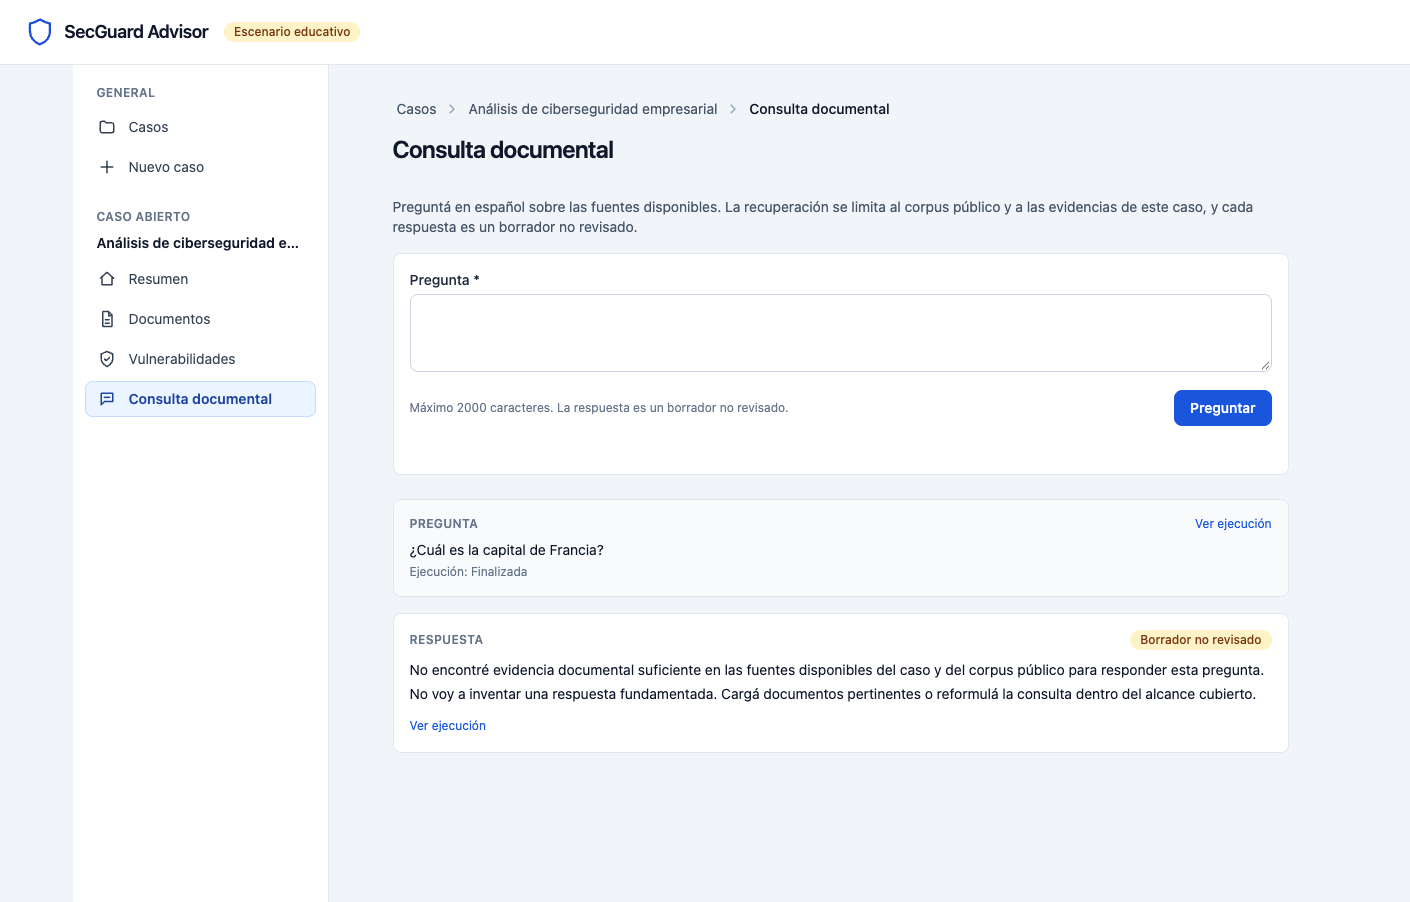 SecGuard Advisor
Escenario educativo
GENERAL
Casos
Nuevo caso
CASO ABIERTO
Análisis de ciberseguridad e...
Resumen
Documentos
Vulnerabilidades
Consulta documental
Casos > Análisis de ciberseguridad empresarial > Consulta documental
Consulta documental
Preguntá en español sobre las fuentes disponibles. La recuperación se limita al corpus público y a las evidencias de este caso, y cada
respuesta es un borrador no revisado.
Pregunta *
Máximo 2000 caracteres. La respuesta es un borrador no revisado.
Preguntar
PREGUNTA
Ver ejecución
¿Cuál es la capital de Francia?
Ejecución: Finalizada
RESPUESTA
Borrador no revisado
No encontré evidencia documental suficiente en las fuentes disponibles del caso y del corpus público para responder esta pregunta.
No voy a inventar una respuesta fundamentada. Cargá documentos pertinentes o reformulá la consulta dentro del alcance cubierto.
Ver ejecución